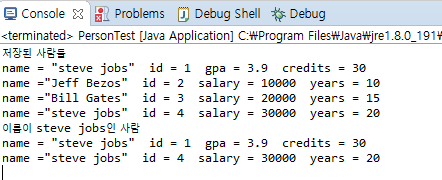 Console Problems Debug Shell Debug
<terminated> PersonTest [Java Application] C:₩Program Files₩Java₩jre1.8.0_191₩
저장된 사람들
name = "steve jobs"  id = 1  gpa = 3.9  credits = 30
name ="Jeff Bezos"  id = 2  salary = 10000  years = 10
name ="Bill Gates"  id = 3  salary = 20000  years = 15
name ="steve jobs"  id = 4  salary = 30000  years = 20
이름이 steve jobs인 사람
name = "steve jobs"  id = 1  gpa = 3.9  credits = 30
name ="steve jobs"  id = 4  salary = 30000  years = 20